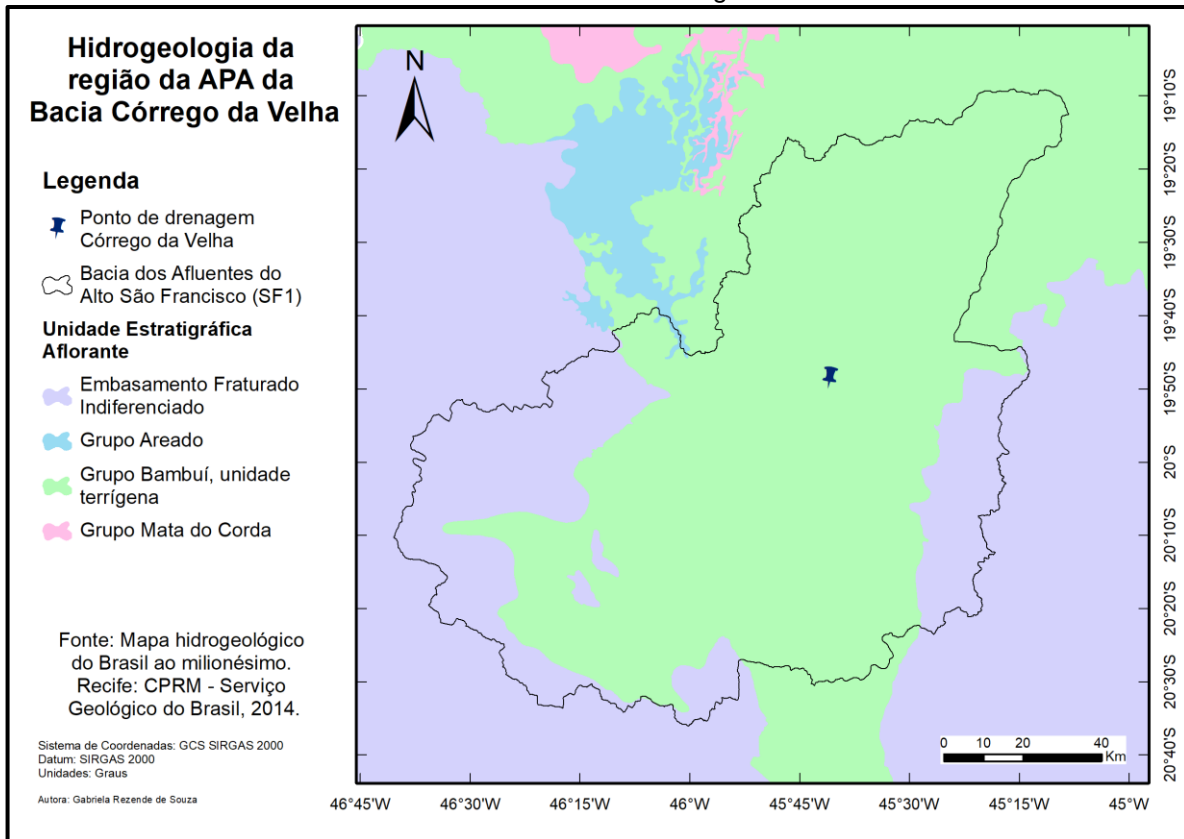 Hidrogeologia da
região da APA da
Bacia Córrego da Velha
Legenda
Ponto de drenagem
Córrego da Velha
Bacia dos Afluentes do
Alto São Francisco (SF1)
Unidade Estratigráfica
Aflorante
Embasamento Fraturado
Indiferenciado
Grupo Areado
Grupo Bambuí, unidade
terrígena
Grupo Mata do Corda
Fonte: Mapa hidrogeológico
do Brasil ao milionésimo.
Recife: CPRM - Serviço
Geológico do Brasil, 2014.
Sistema de Coordenadas: GCS SIRGAS 2000
Datum: SIRGAS 2000
Unidades: Graus
Autora: Gabriela Rezende de Souza
N
19°10'S
19°20'S
19°30'S
19°40'S
19°50'S
20°S
20°10'S
20°20'S
20°30'S
20°40'S
0 10 20 40
Km
46°45'W 46°30'W 46°15'W 46°W 45°45'W 45°30'W 45°15'W 45°W